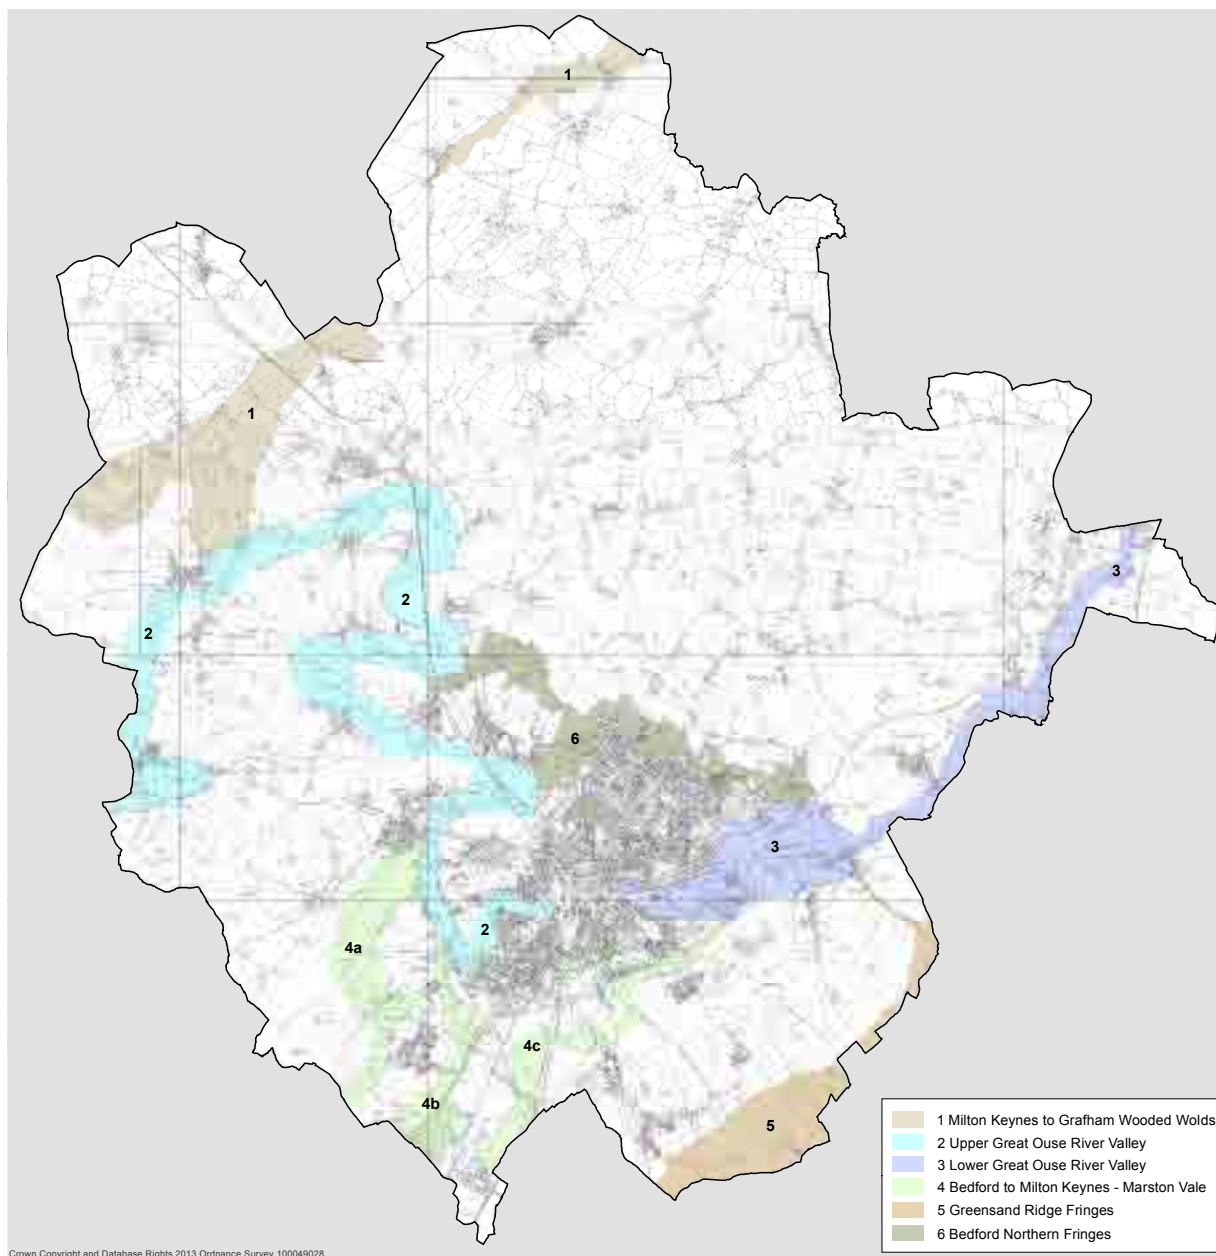 1
1
2
2
3
6
3
2
4a
4c
4b
5
1 Milton Keynes to Grafham Wooded Wolds
2 Upper Great Ouse River Valley
3 Lower Great Ouse River Valley
4 Bedford to Milton Keynes - Marston Vale
5 Greensand Ridge Fringes
6 Bedford Northern Fringes
Crown Copyright and Database Rights 2013 Ordnance Survey 100049028